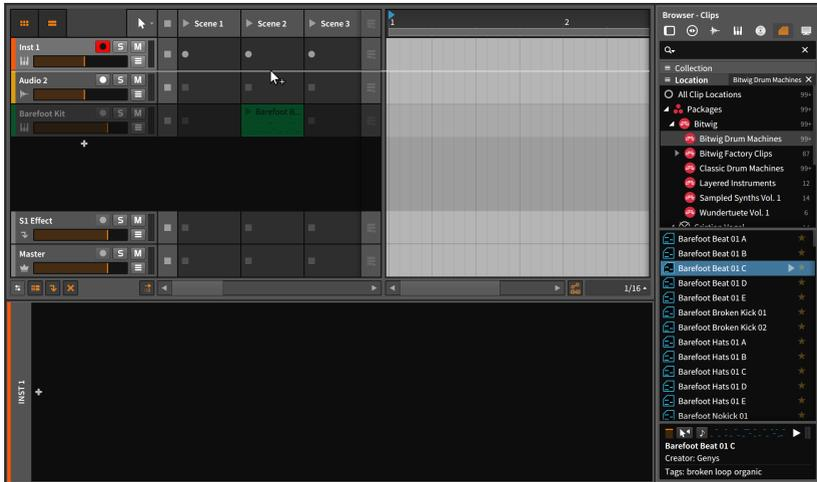 Scene 1
Scene 2
Scene 3
1
2
Inst 1
S M
Audio 2
S M
Barefoot Kit
S M
Barefoot B...
+
S1 Effect
S M
Master
S M
1/16
INST 1
+
Browser - Clips
Collection
Location Bitwig Drum Machines
All Clip Locations 99+
Packages 99+
Bitwig 99+
Bitwig Drum Machines 99+
Bitwig Factory Clips 87
Classic Drum Machines 99+
Layered Instruments 12
Sampled Synths Vol. 1 14
Wundertuete Vol. 1 6
Barefoot Beat 01 A
Barefoot Beat 01 B
Barefoot Beat 01 C
Barefoot Beat 01 D
Barefoot Beat 01 E
Barefoot Broken Kick 01
Barefoot Broken Kick 02
Barefoot Hats 01 A
Barefoot Hats 01 B
Barefoot Hats 01 C
Barefoot Hats 01 D
Barefoot Hats 01 E
Barefoot Nokick 01
Barefoot Beat 01 C
Creator: Genys
Tags: broken loop organic